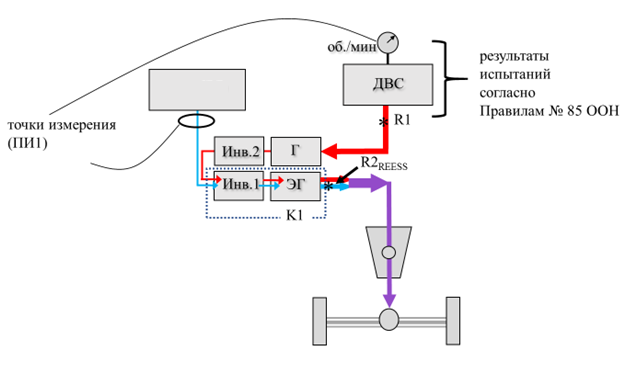 об./мин
ДВС
результаты
испытаний
согласно
Правилам № 85 ООН
точки измерения
(ПИ1)
* R1
Инв.2
Г
R2REESS
Инв.1
ЭГ
*
К1